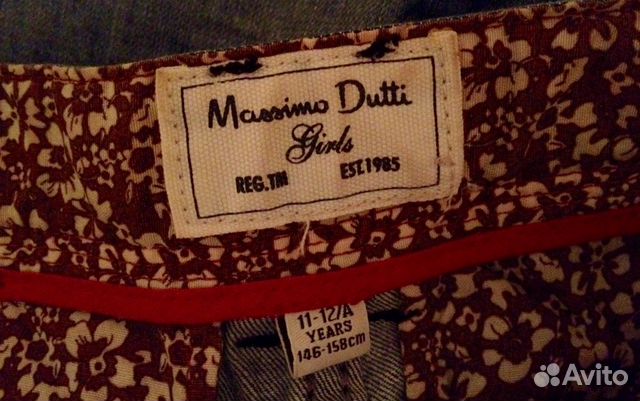 Massimo Dutti
Girls
REG.TM EST.1985
11-12/A
YEARS
146-158cm
Avito